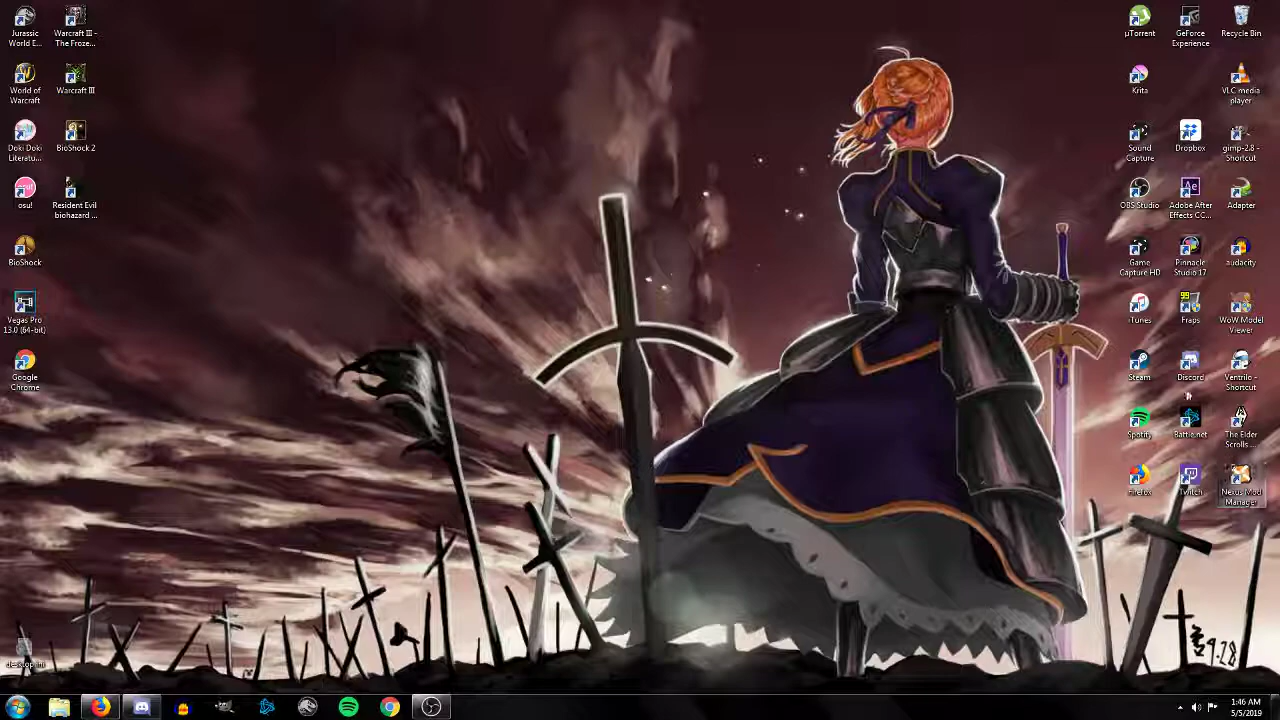 Jurassic
World E...
Warcraft III -
The Froze...
World of
Warcraft
Warcraft III
Doki Doki
Literatu...
BioShock 2
osu!
Resident Evil
biohazard ...
BioShock
Vegas Pro
13.0 (64-bit)
Google
Chrome
µTorrent
GeForce
Experience
Recycle Bin
Krita
VLC media
player
Sound
Capture
Dropbox
gimp-2.8 -
Shortcut
OBS Studio
Adobe After
Effects CC...
Adapter
Game
Capture HD
Pinnacle
Studio 17
audacity
iTunes
Fraps
WoW Model
Viewer
Steam
Discord
Ventrilo -
Shortcut
Spotify
Battle.net
The Elder
Scrolls ...
Firefox
Twitch
Nexus Mod
Manager
desktop.ini
9.28
1:46 AM
5/5/2019